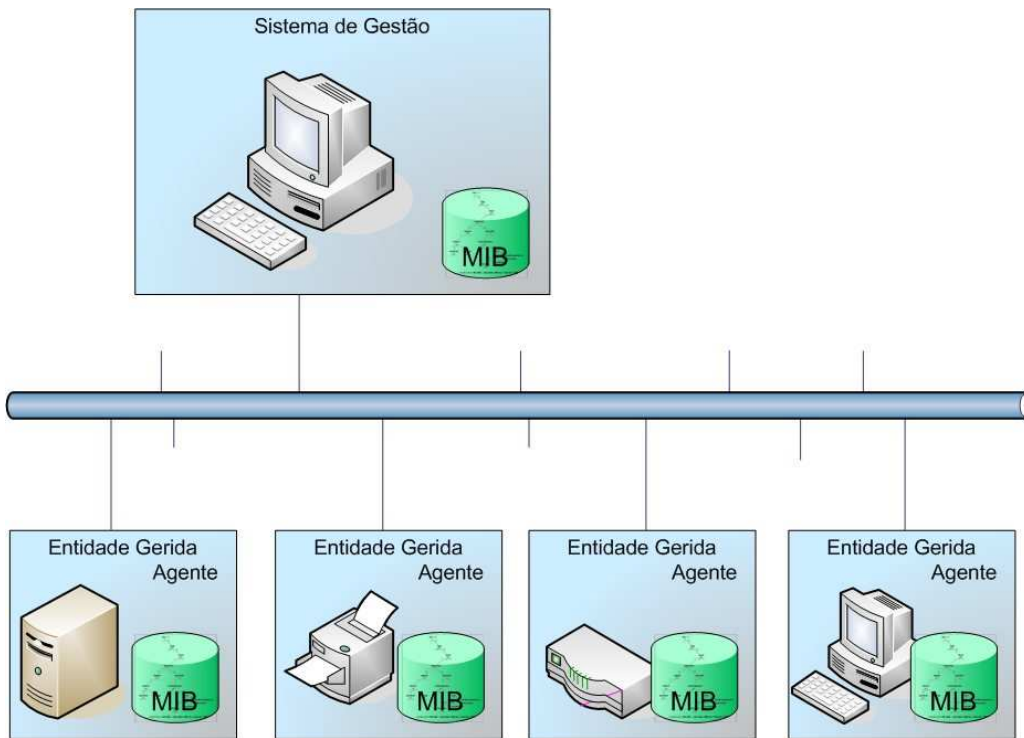 Sistema de Gestão
MIB
Entidade Gerida
Agente
MIB
Entidade Gerida
Agente
MIB
Entidade Gerida
Agente
MIB
Entidade Gerida
Agente
MIB